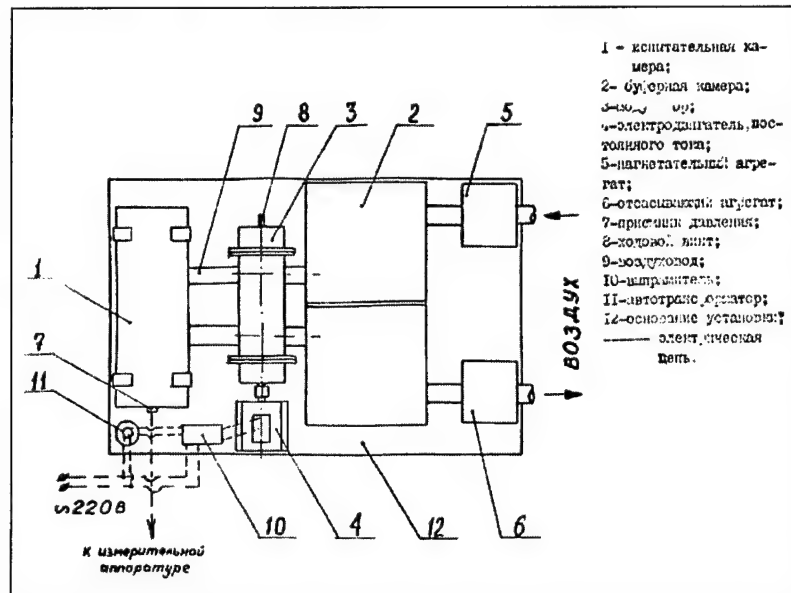 1 - испытательная ка-
мера;
2- буферная камера;
4-электродвигатель, пос-
тоянного тока;
5-нагнетательный агре-
гат;
6-отсасывающий агрегат;
7-приемник давления;
8-ходовой винт;
9-воздуховод;
10-выпрямитель;
11-автотрансформатор;
12-основание установки;
электрическая
цепь.
9
8
3
2
5
1
7
11
ВОЗДУХ
∽220В
10
4
12
6
К измерительной
аппаратуре